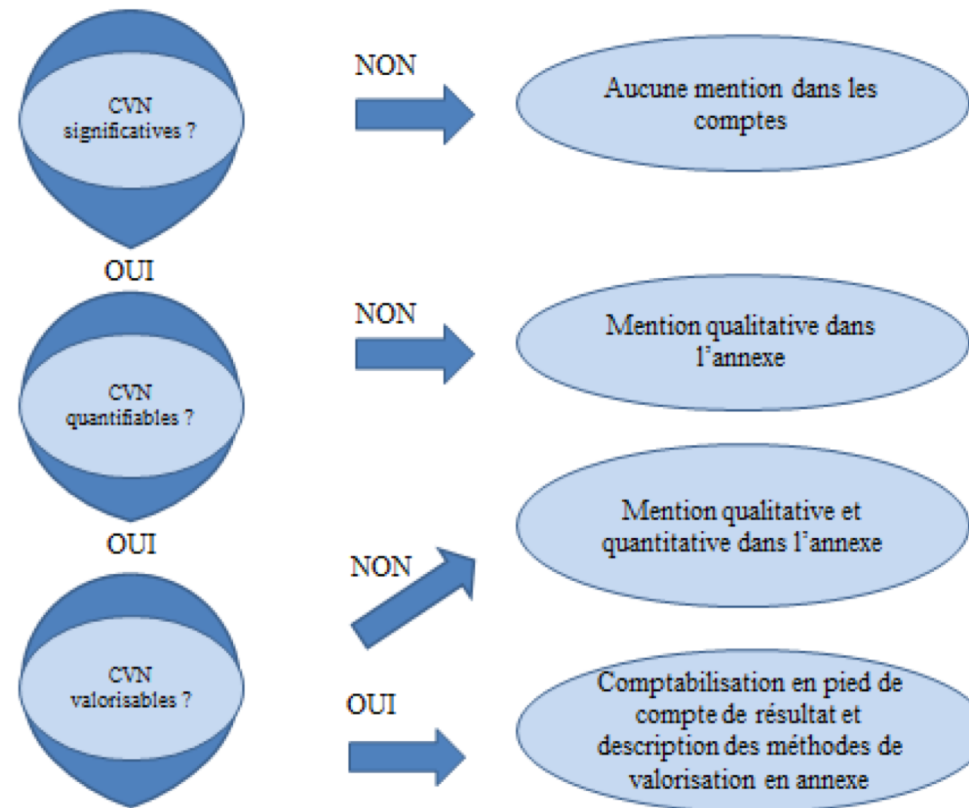 CVN
significatives ?
NON
Aucune mention dans les
comptes
OUI
CVN
quantifiables ?
NON
Mention qualitative dans
l'annexe
OUI
CVN
valorisables ?
NON
Mention qualitative et
quantitative dans l'annexe
OUI
Comptabilisation en pied de
compte de résultat et
description des méthodes de
valorisation en annexe